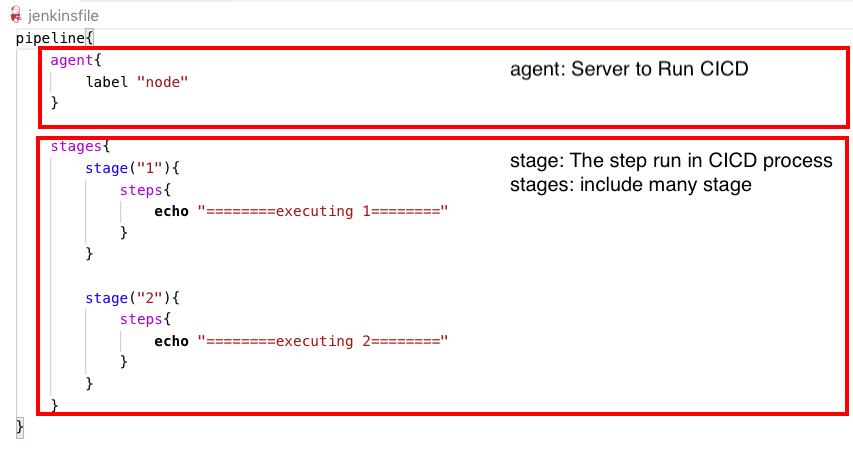 jenkinsfile
pipeline{
agent{
agent: Server to Run CICD
label "node"
}
stages{
stage: The step run in CICD process
stage("1"){
stages: include many stage
steps{
echo "========executing 1========"
}
}
stage("2"){
steps{
echo "========executing 2========"
}
}
}
}